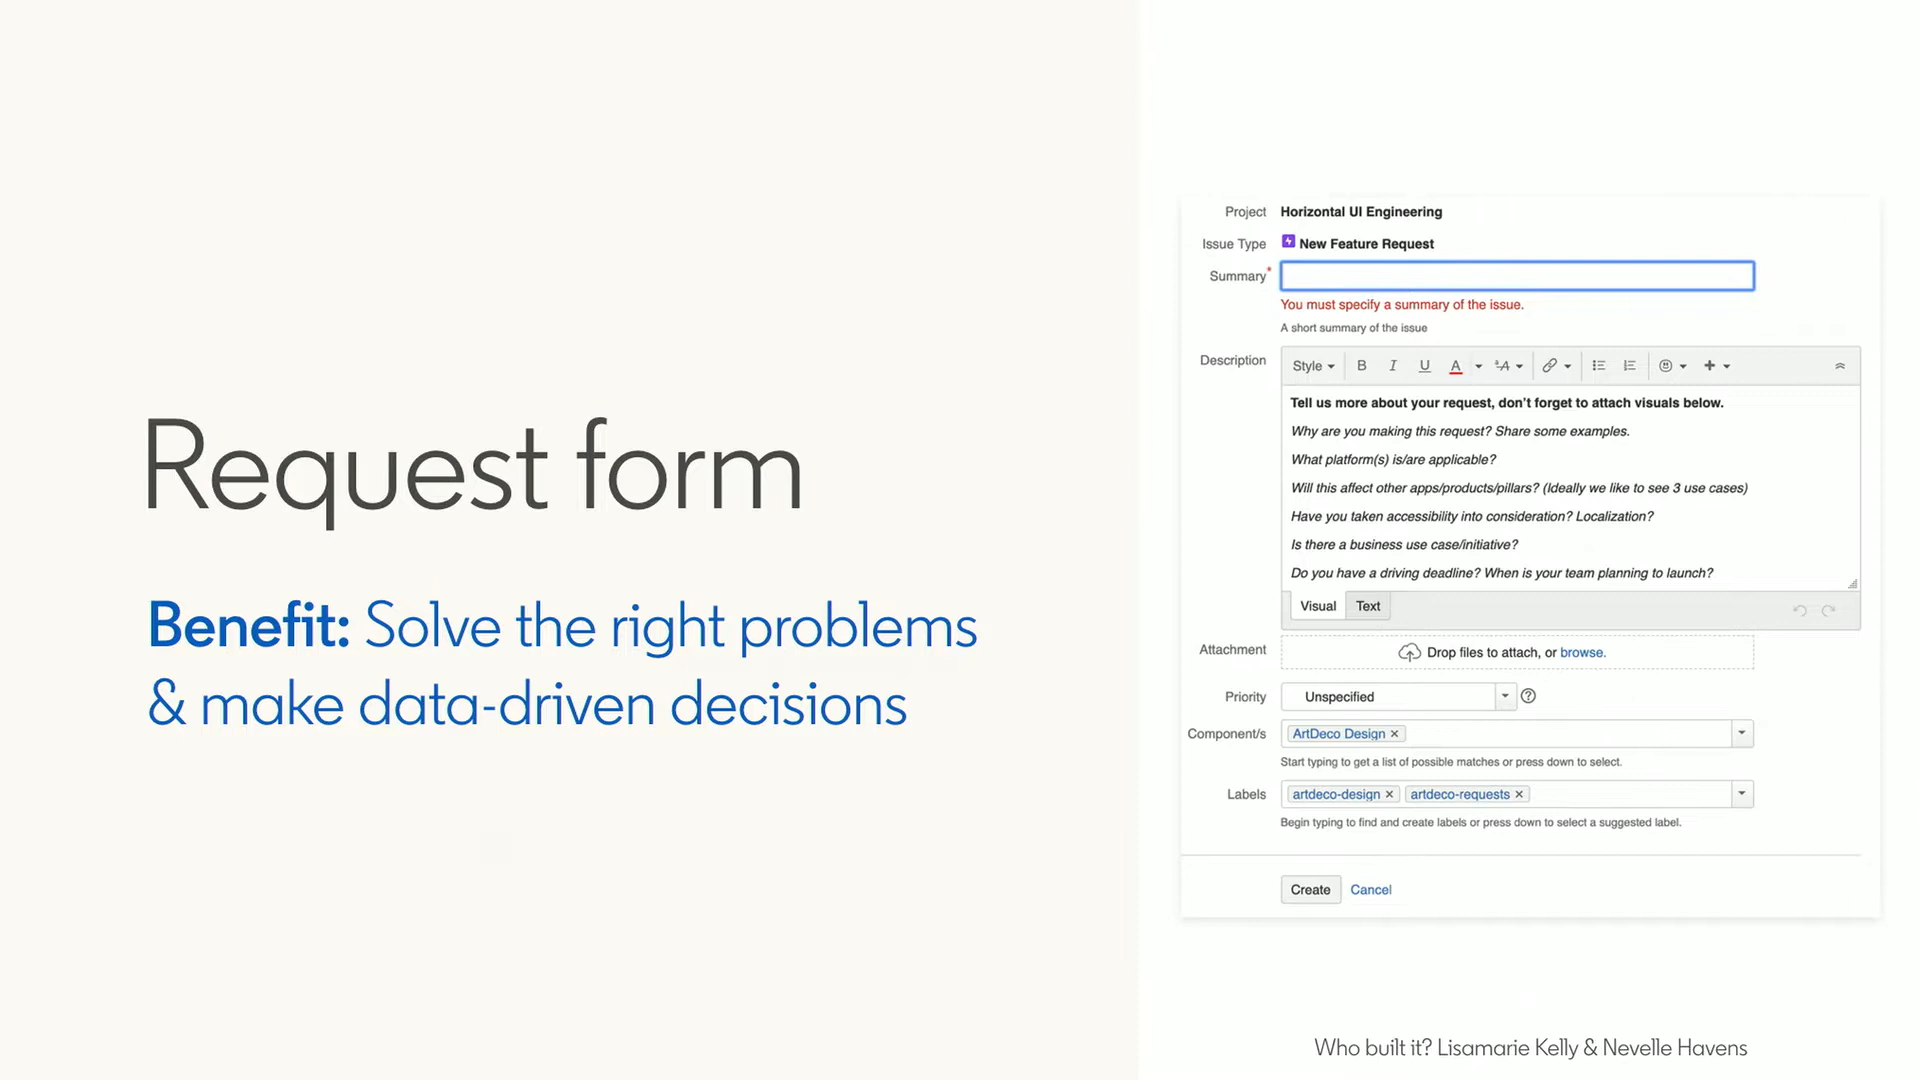 Request form
Benefit: Solve the right problems
& make data-driven decisions
Project Horizontal UI Engineering
Issue Type New Feature Request
Summary*
You must specify a summary of the issue.
A short summary of the issue
Description Style B I U A ᴬA
Tell us more about your request, don't forget to attach visuals below.
Why are you making this request? Share some examples.
What platform(s) is/are applicable?
Will this affect other apps/products/pillars? (Ideally we like to see 3 use cases)
Have you taken accessibility into consideration? Localization?
Is there a business use case/initiative?
Do you have a driving deadline? When is your team planning to launch?
Visual Text
Attachment Drop files to attach, or browse.
Priority Unspecified ?
Component/s ArtDeco Design ×
Start typing to get a list of possible matches or press down to select.
Labels artdeco-design × artdeco-requests ×
Begin typing to find and create labels or press down to select a suggested label.
Create Cancel
Who built it? Lisamarie Kelly & Nevelle Havens